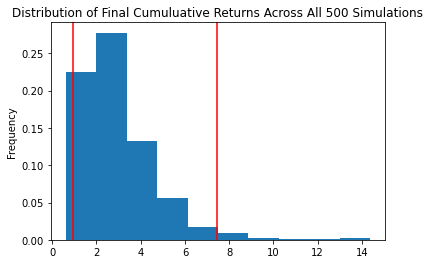 Distribution of Final Cumuluative Returns Across All 500 Simulations
Frequency
0.25
0.20
0.15
0.10
0.05
0.00
0 2 4 6 8 10 12 14